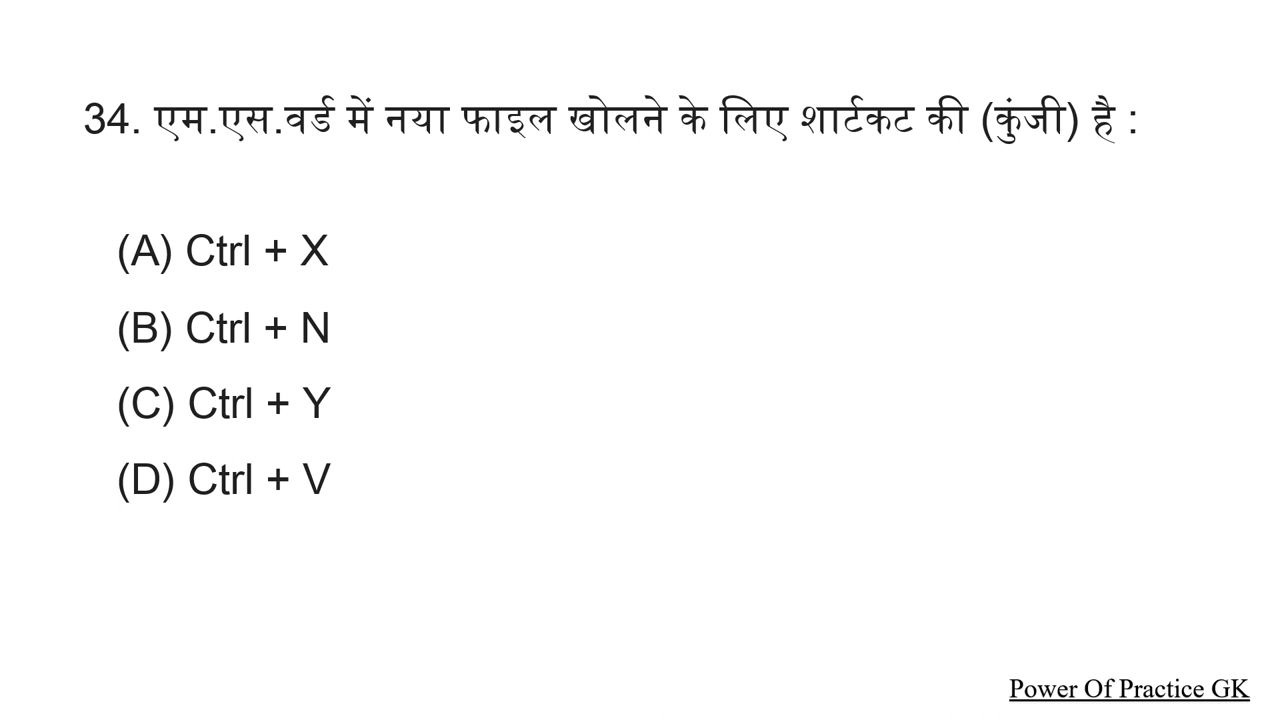 34. एम.एस.वर्ड में नया फाइल खोलने के लिए शार्टकट की (कुंजी) है :
(A) Ctrl + X
(B) Ctrl + N
(C) Ctrl + Y
(D) Ctrl + V
Power Of Practice GK